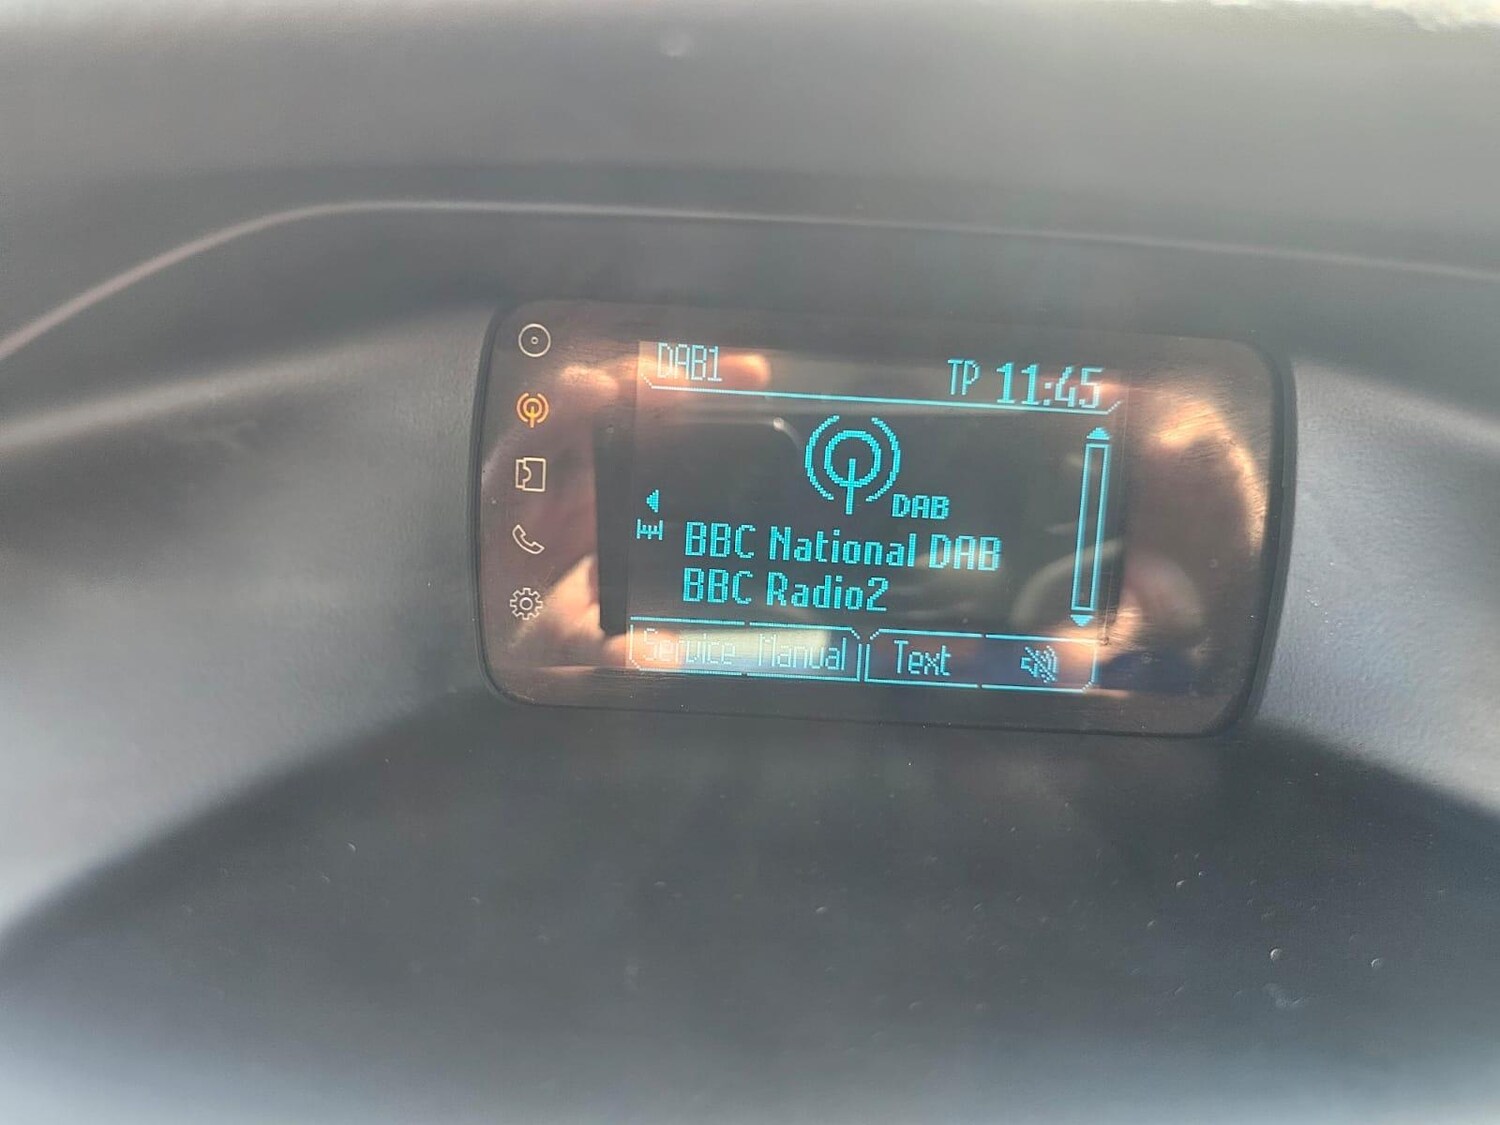 DAB1 TP 11:45
DAB
BBC National DAB
BBC Radio2
Service Manual Text